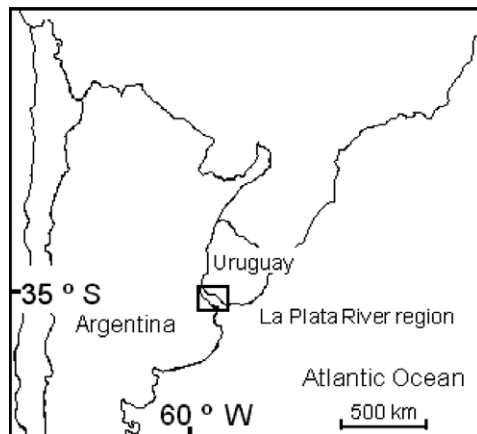 Uruguay
35 º S
Argentina
La Plata River region
Atlantic Ocean
60 º W
500 km